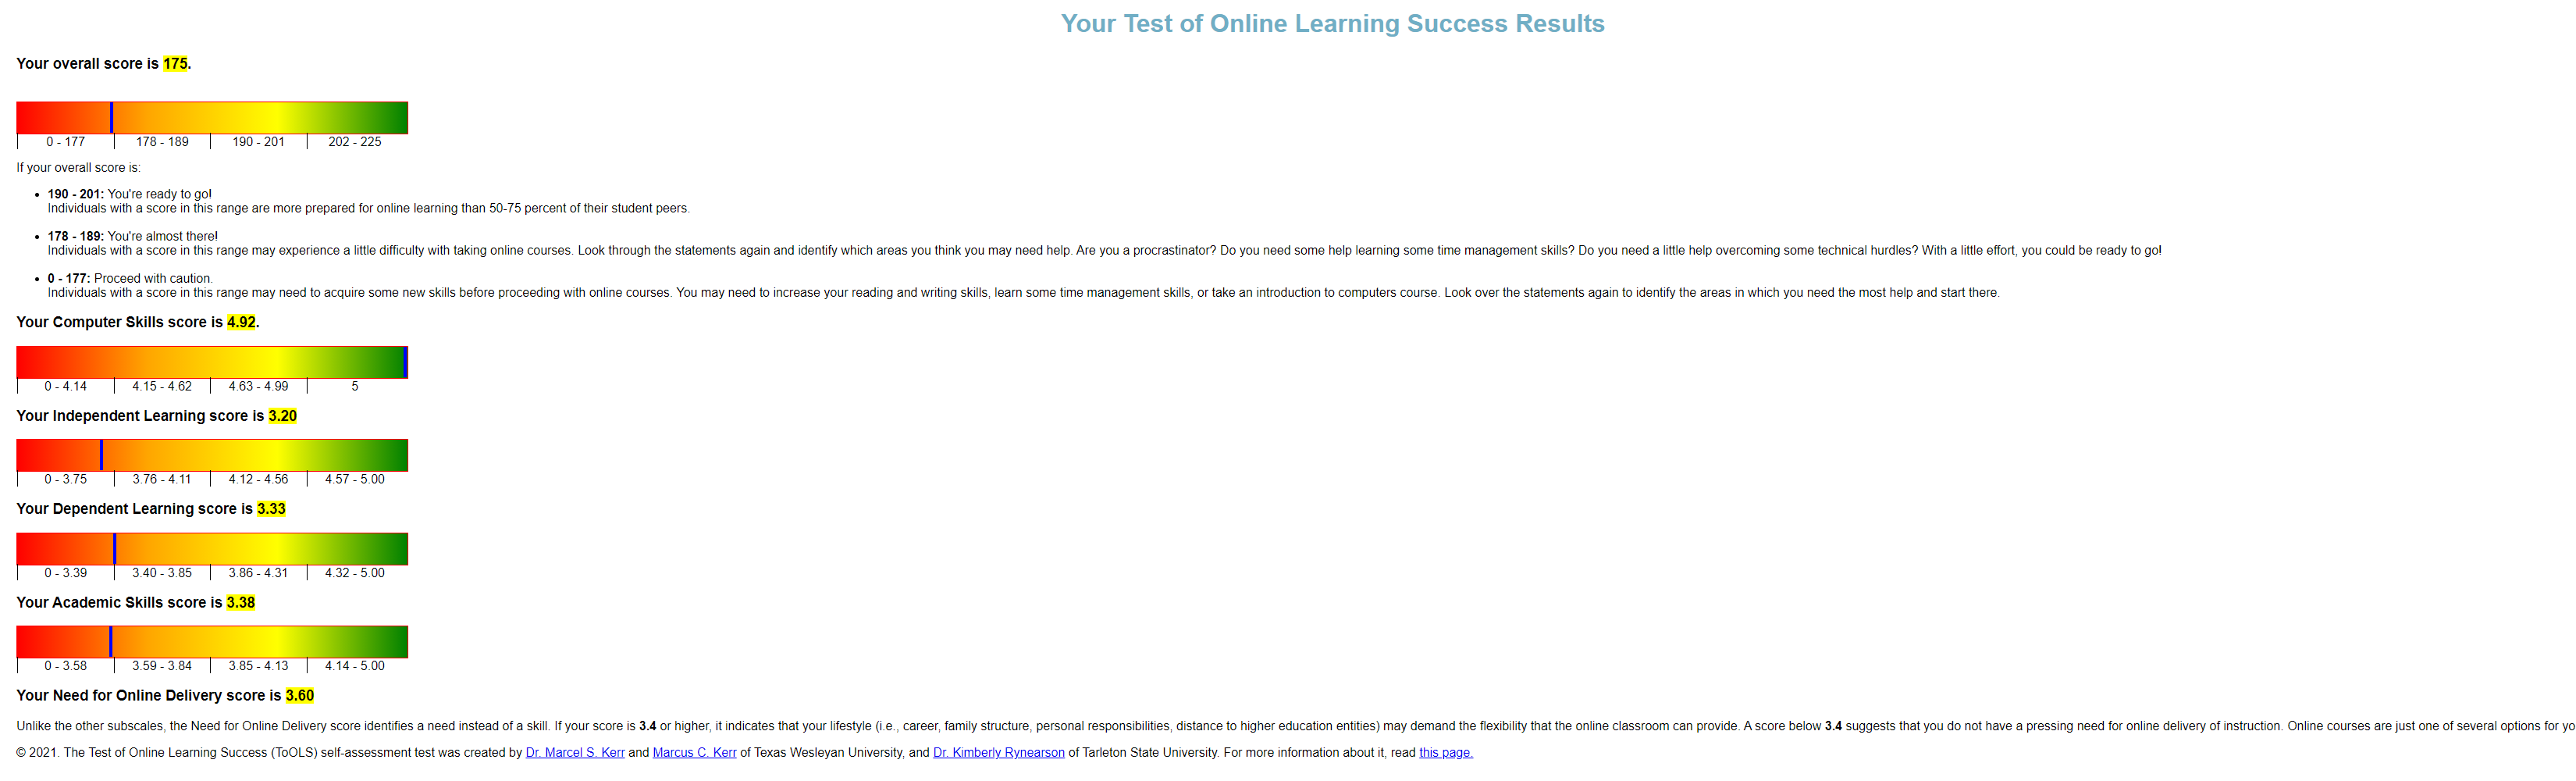 Your Test of Online Learning Success Results
Your overall score is 175.
0 - 177 178 - 189 190 - 201 202 - 225
If your overall score is:
• 190 - 201: You're ready to go!
Individuals with a score in this range are more prepared for online learning than 50-75 percent of their student peers.
• 178 - 189: You're almost there!
Individuals with a score in this range may experience a little difficulty with taking online courses. Look through the statements again and identify which areas you think you may need help. Are you a procrastinator? Do you need some help learning some time management skills? Do you need a little help overcoming some technical hurdles? With a little effort, you could be ready to go!
• 0 - 177: Proceed with caution.
Individuals with a score in this range may need to acquire some new skills before proceeding with online courses. You may need to increase your reading and writing skills, learn some time management skills, or take an introduction to computers course. Look over the statements again to identify the areas in which you need the most help and start there.
Your Computer Skills score is 4.92.
0 - 4.14 4.15 - 4.62 4.63 - 4.99 5
Your Independent Learning score is 3.20
0 - 3.75 3.76 - 4.11 4.12 - 4.56 4.57 - 5.00
Your Dependent Learning score is 3.33
0 - 3.39 3.40 - 3.85 3.86 - 4.31 4.32 - 5.00
Your Academic Skills score is 3.38
0 - 3.58 3.59 - 3.84 3.85 - 4.13 4.14 - 5.00
Your Need for Online Delivery score is 3.60
Unlike the other subscales, the Need for Online Delivery score identifies a need instead of a skill. If your score is 3.4 or higher, it indicates that your lifestyle (i.e., career, family structure, personal responsibilities, distance to higher education entities) may demand the flexibility that the online classroom can provide. A score below 3.4 suggests that you do not have a pressing need for online delivery of instruction. Online courses are just one of several options for yo
© 2021. The Test of Online Learning Success (ToOLS) self-assessment test was created by Dr. Marcel S. Kerr and Marcus C. Kerr of Texas Wesleyan University, and Dr. Kimberly Rynearson of Tarleton State University. For more information about it, read this page.